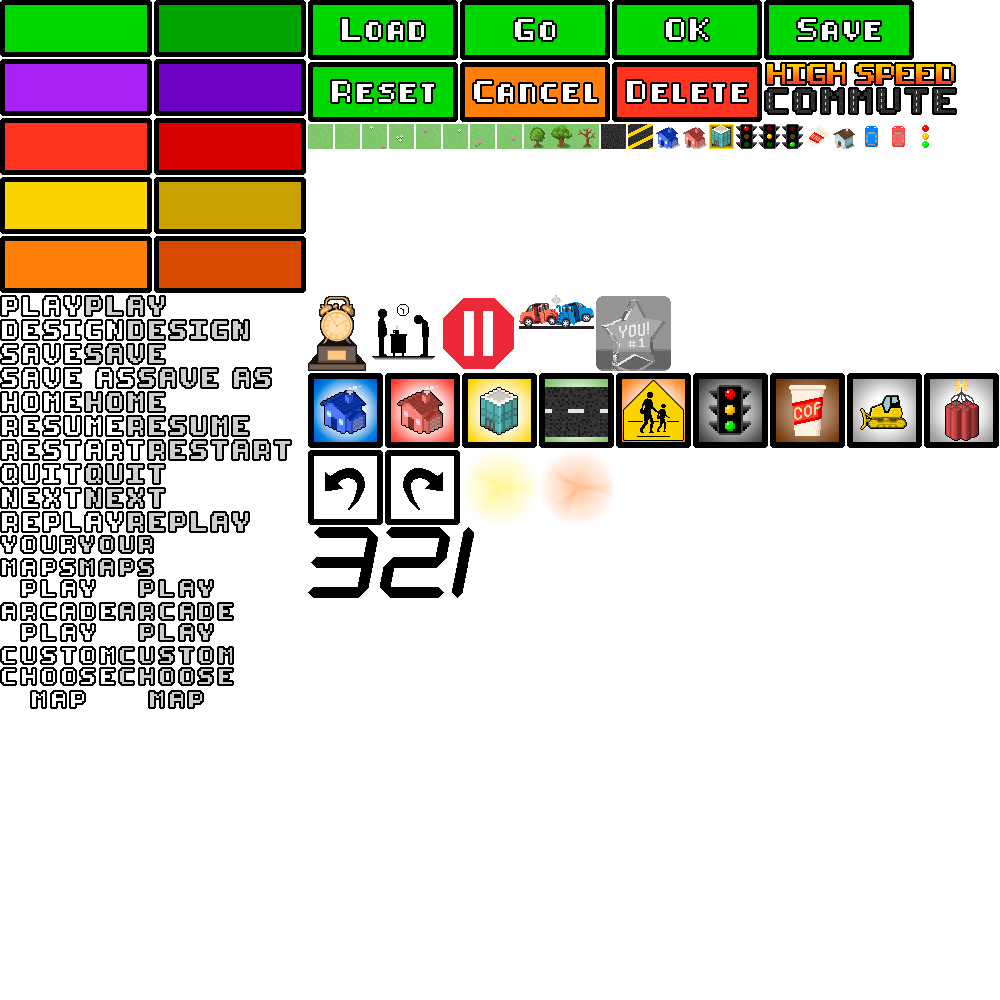 LOAD
GO
OK
SAVE
RESET
CANCEL
DELETE
HIGH SPEED
COMMUTE
PLAYPLAY
DESIGNDESIGN
SAVESAVE
SAVE ASSAVE AS
HOMEHOME
RESUMERESUME
RESTARTRESTART
QUITQUIT
NEXTNEXT
REPLAYREPLAY
YOURYOUR
MAPSMAPS
PLAY PLAY
ARCADEARCADE
PLAY PLAY
CUSTOMCUSTOM
CHOOSECHOOSE
MAP MAP
YOU!
#1
COF
321